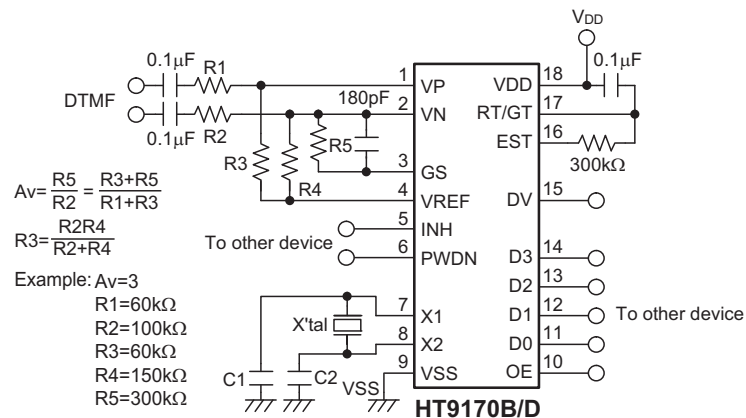 VDD
0.1µF
R1
DTMF
0.1µF
R2
180pF
R5
R3
R4
0.1µF
300kΩ
1 VP
2 VN
3 GS
4 VREF
5 INH
6 PWDN
7 X1
8 X2
9 VSS
VDD 18
RT/GT 17
EST 16
DV 15
D3 14
D2 13
D1 12
D0 11
OE 10
To other device
To other device
X'tal
C1
C2
VSS
HT9170B/D
Av=R5/R2=R3+R5/R1+R3
R3=R2R4/R2+R4
Example: Av=3
R1=60kΩ
R2=100kΩ
R3=60kΩ
R4=150kΩ
R5=300kΩ